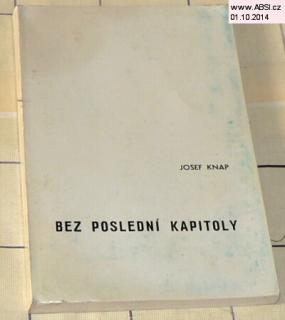 www.ABSI.cz
01.10.2014
JOSEF KNAP
BEZ POSLEDNÍ KAPITOLY